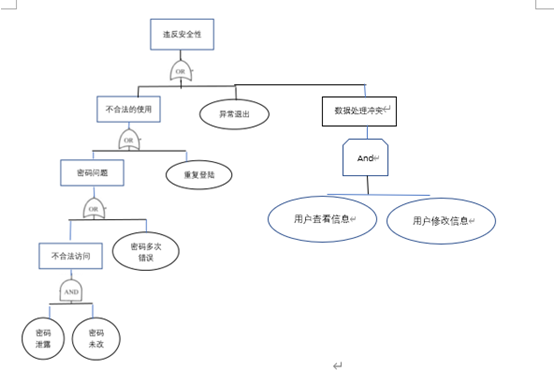 违反安全性
OR
不合法的使用
异常退出
数据处理冲突
OR
And
密码问题
重复登陆
用户查看信息
用户修改信息
OR
不合法访问
密码多次
错误
AND
密码
泄露
密码
未改